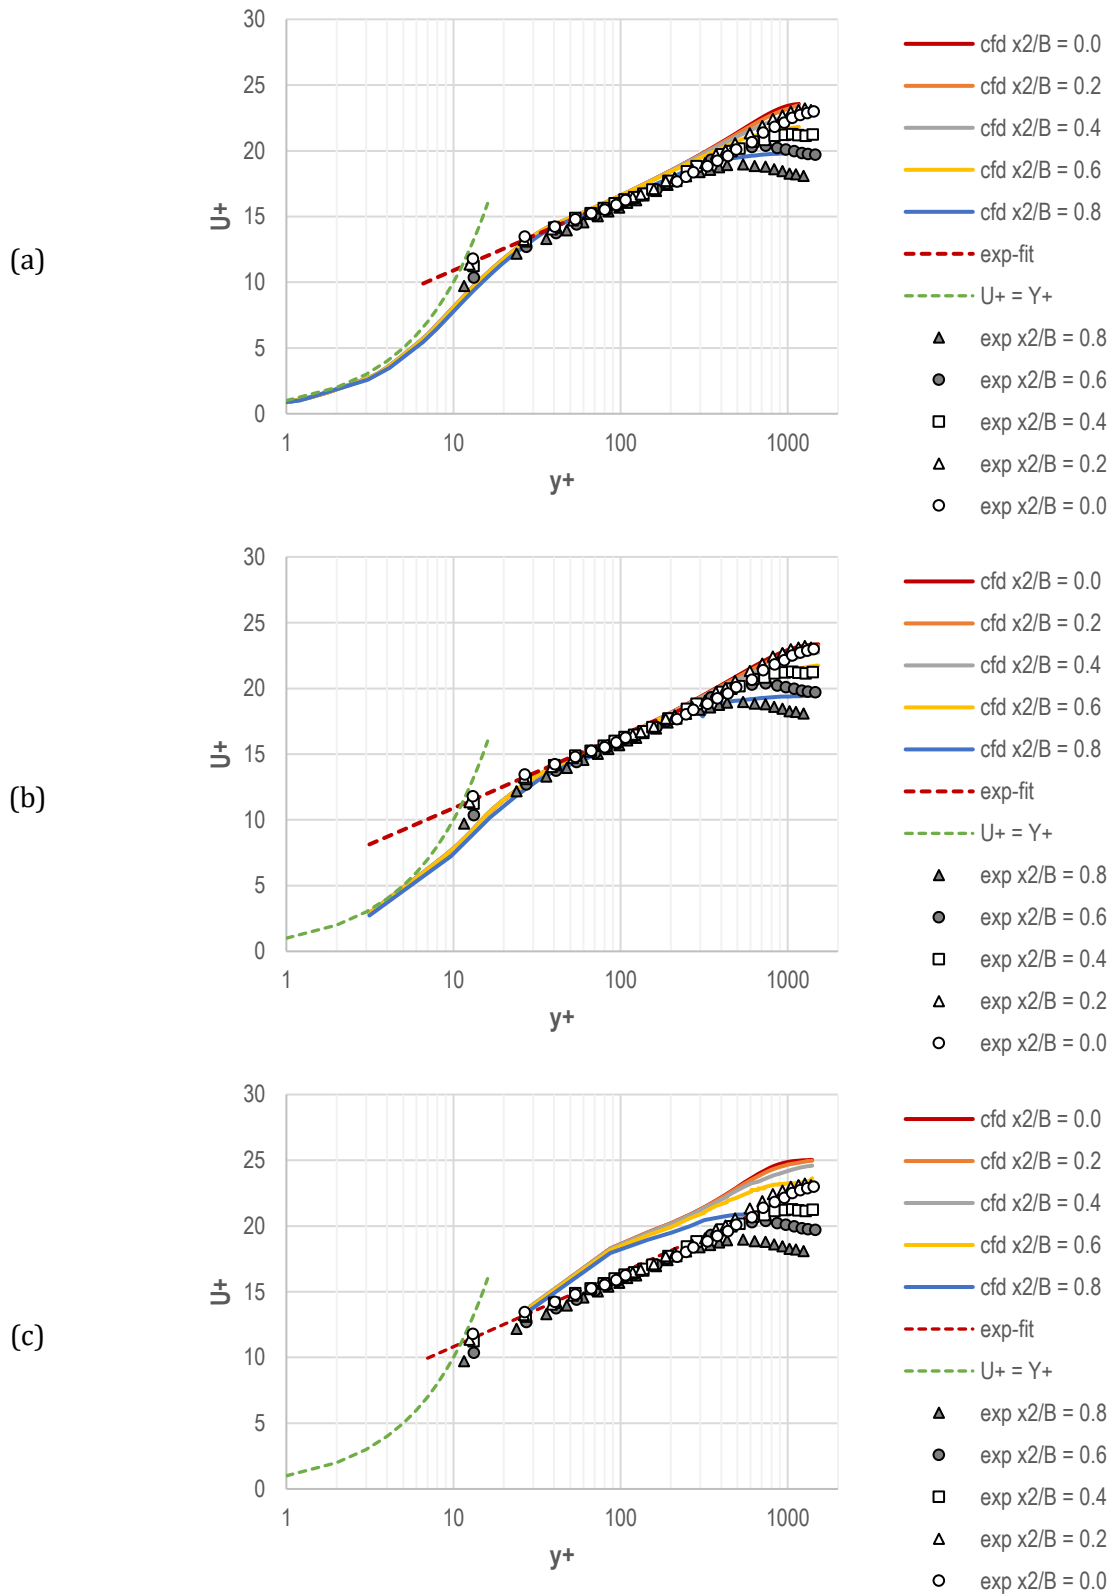 (a)
30
25
20
15
10
5
0
U+
1
10
100
1000
y+
cfd x2/B = 0.0
cfd x2/B = 0.2
cfd x2/B = 0.4
cfd x2/B = 0.6
cfd x2/B = 0.8
exp-fit
U+ = Y+
exp x2/B = 0.8
exp x2/B = 0.6
exp x2/B = 0.4
exp x2/B = 0.2
exp x2/B = 0.0
(b)
30
25
20
15
10
5
0
U+
1
10
100
1000
y+
cfd x2/B = 0.0
cfd x2/B = 0.2
cfd x2/B = 0.4
cfd x2/B = 0.6
cfd x2/B = 0.8
exp-fit
U+ = Y+
exp x2/B = 0.8
exp x2/B = 0.6
exp x2/B = 0.4
exp x2/B = 0.2
exp x2/B = 0.0
(c)
30
25
20
15
10
5
0
U+
1
10
100
1000
y+
cfd x2/B = 0.0
cfd x2/B = 0.2
cfd x2/B = 0.4
cfd x2/B = 0.6
cfd x2/B = 0.8
exp-fit
U+ = Y+
exp x2/B = 0.8
exp x2/B = 0.6
exp x2/B = 0.4
exp x2/B = 0.2
exp x2/B = 0.0